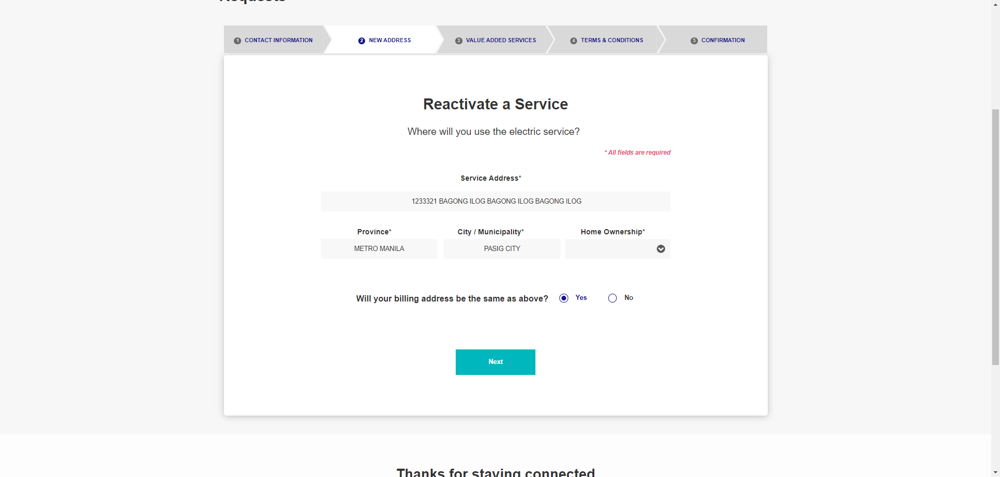 Requests
1 CONTACT INFORMATION
2 NEW ADDRESS
3 VALUE ADDED SERVICES
4 TERMS & CONDITIONS
5 CONFIRMATION
Reactivate a Service
Where will you use the electric service?
* All fields are required
Service Address*
1233321 BAGONG ILOG BAGONG ILOG BAGONG ILOG
Province* City / Municipality* Home Ownership*
METRO MANILA PASIG CITY
Will your billing address be the same as above? Yes No
Next
Thanks for staying connected